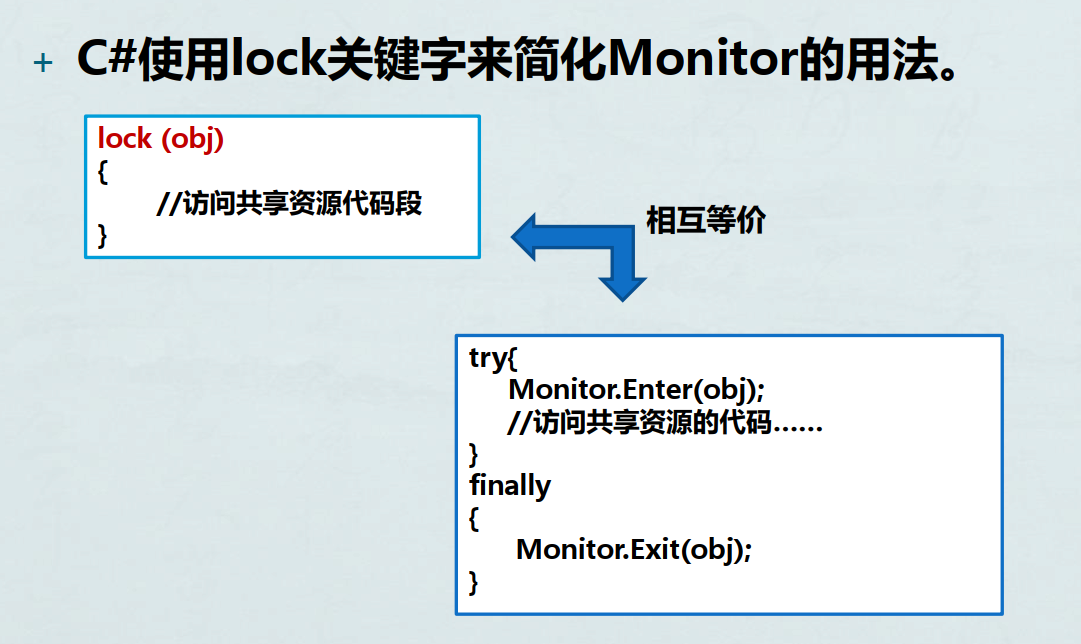 + C#使用lock关键字来简化Monitor的用法。
lock (obj)
{
//访问共享资源代码段
}
相互等价
try{
Monitor.Enter(obj);
//访问共享资源的代码……
}
finally
{
Monitor.Exit(obj);
}